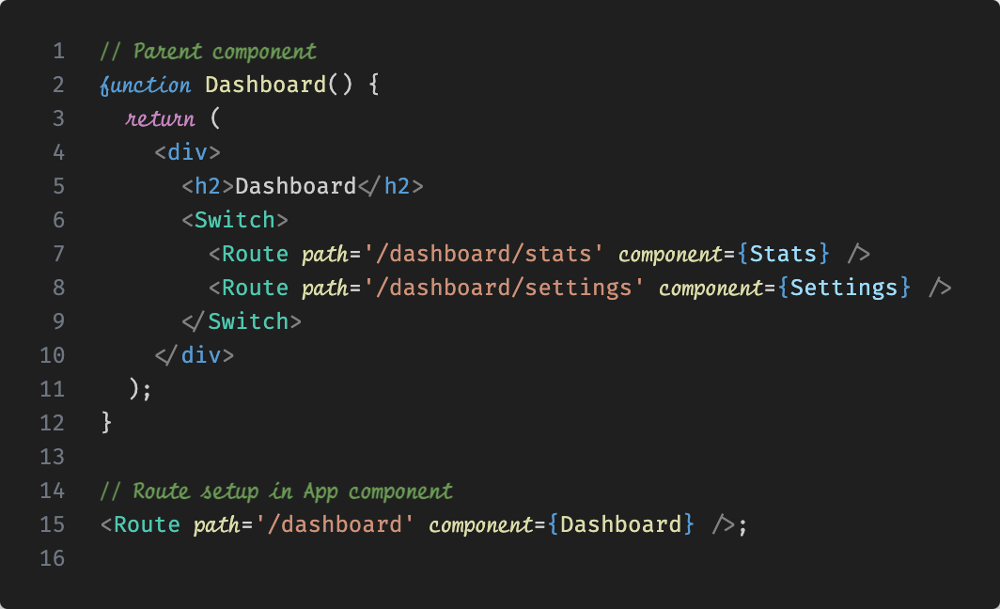 1 // Parent component
2 function Dashboard() {
3 return (
4 <div>
5 <h2>Dashboard</h2>
6 <Switch>
7 <Route path='/dashboard/stats' component={Stats} />
8 <Route path='/dashboard/settings' component={Settings} />
9 </Switch>
10 </div>
11 );
12 }
13
14 // Route setup in App component
15 <Route path='/dashboard' component={Dashboard} />;
16